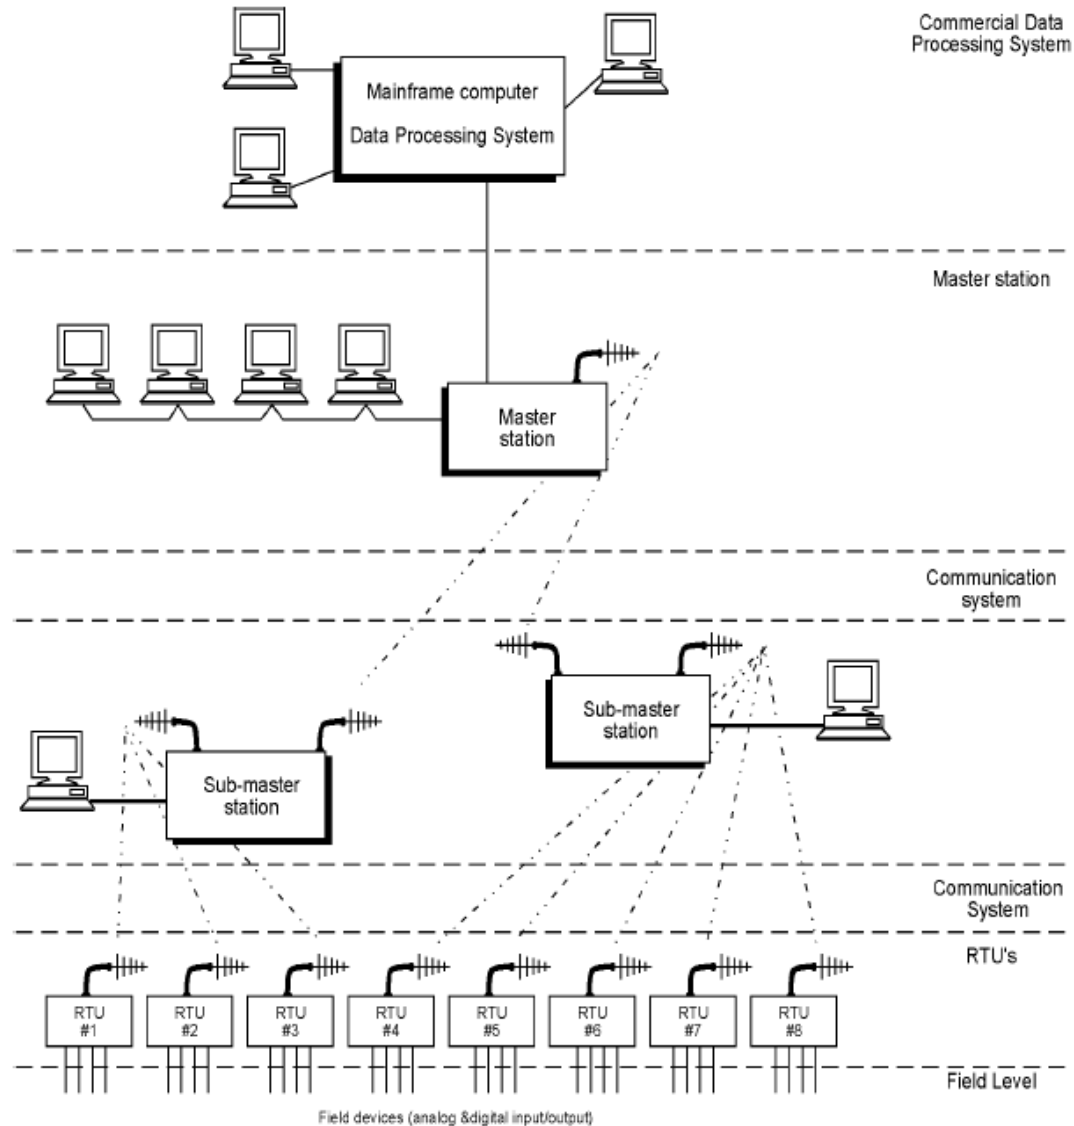 Commercial Data
Processing System
Mainframe computer
Data Processing System
Master station
Master
station
Communication
system
Sub-master
station
Sub-master
station
Communication
System
RTU's
RTU
#1
RTU
#2
RTU
#3
RTU
#4
RTU
#5
RTU
#6
RTU
#7
RTU
#8
Field Level
Field devices (analog &digital input/output)